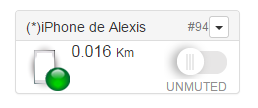 (*)iPhone de Alexis #94
0.016 Km
UNMUTED